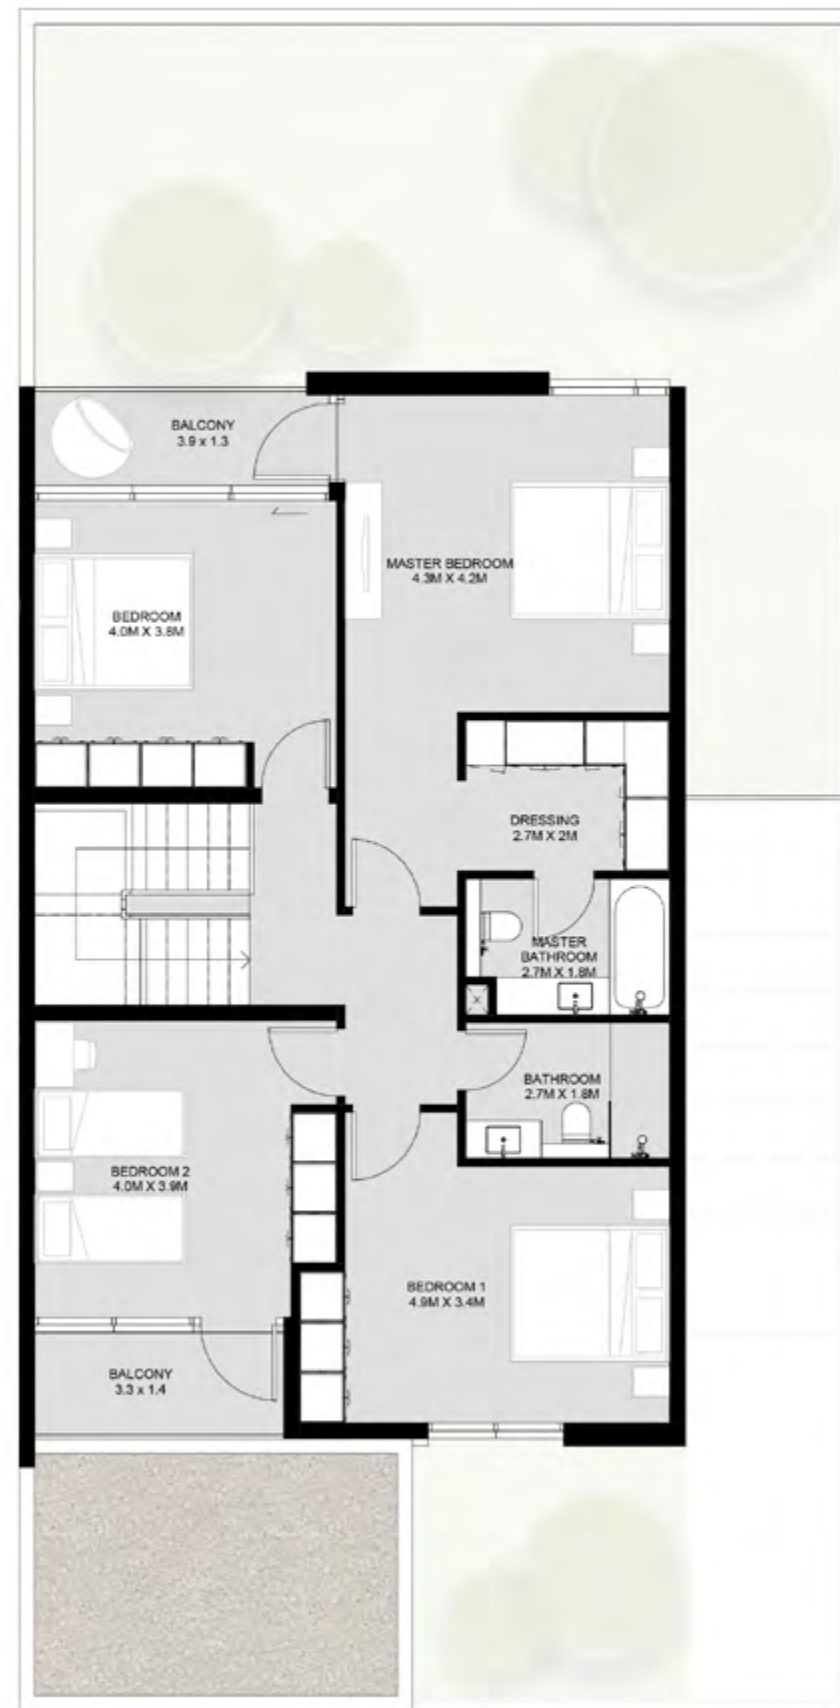 BALCONY
3.9 x 1.3
MASTER BEDROOM
4.3M X 4.2M
BEDROOM
4.0M X 3.8M
DRESSING
2.7M X 2M
MASTER
BATHROOM
2.7M X 1.8M
BATHROOM
2.7M X 1.8M
BEDROOM 2
4.0M X 3.9M
BEDROOM 1
4.9M X 3.4M
BALCONY
3.3 x 1.4